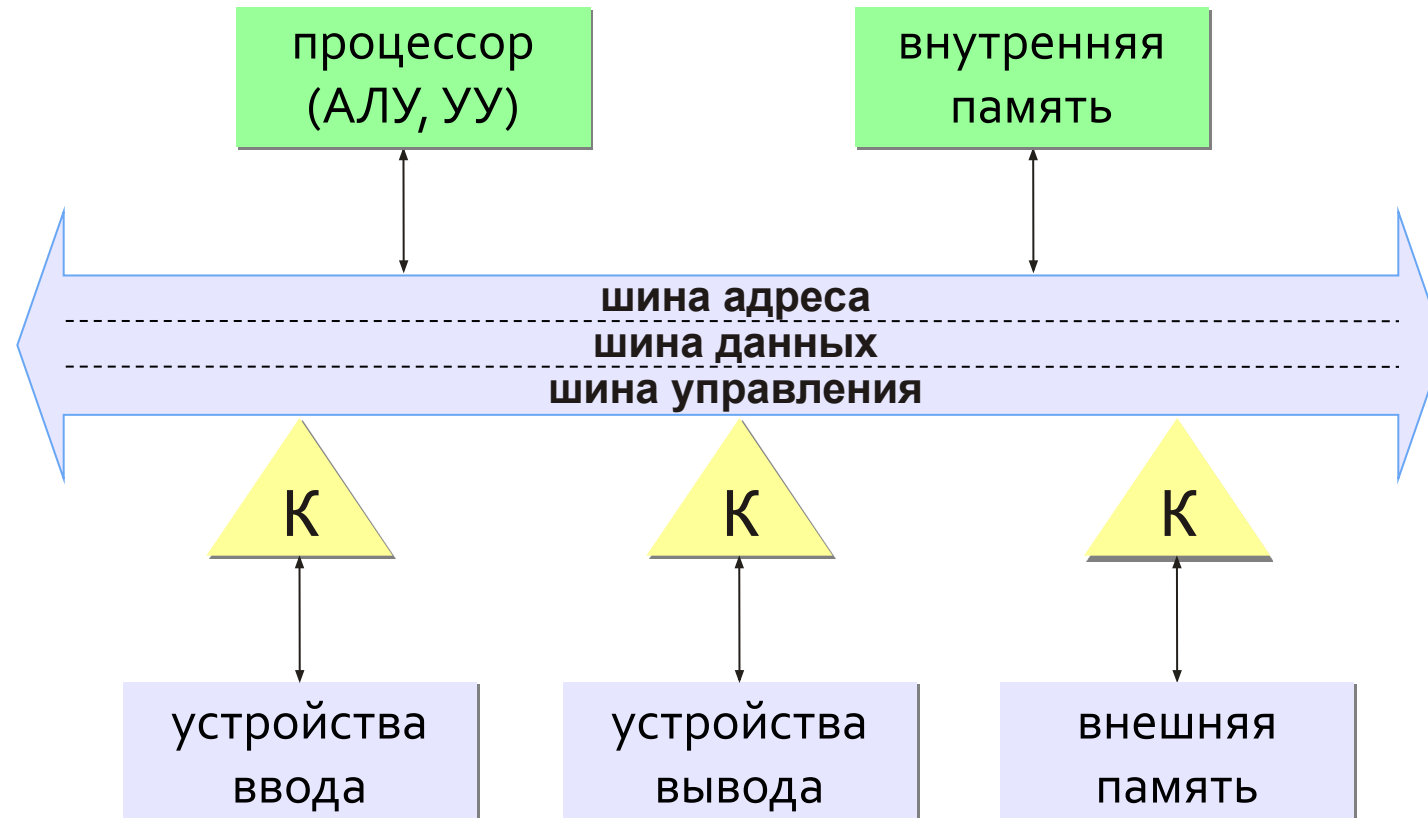 процессор
(АЛУ, УУ)
внутренняя
память
шина адреса
шина данных
шина управления
К
К
К
устройства
ввода
устройства
вывода
внешняя
память